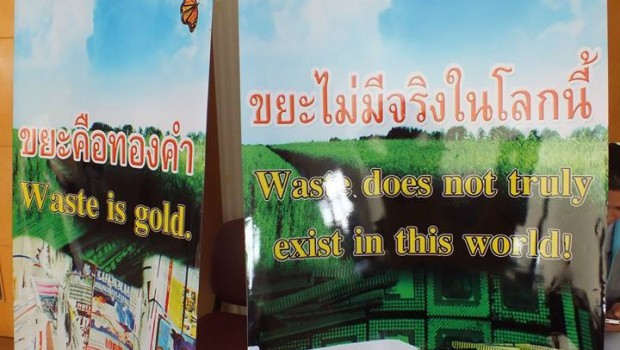 ขยะคือทองคำ
Waste is gold.
ขยะไม่มีจริงในโลกนี้
Waste does not truly
exist in this world!